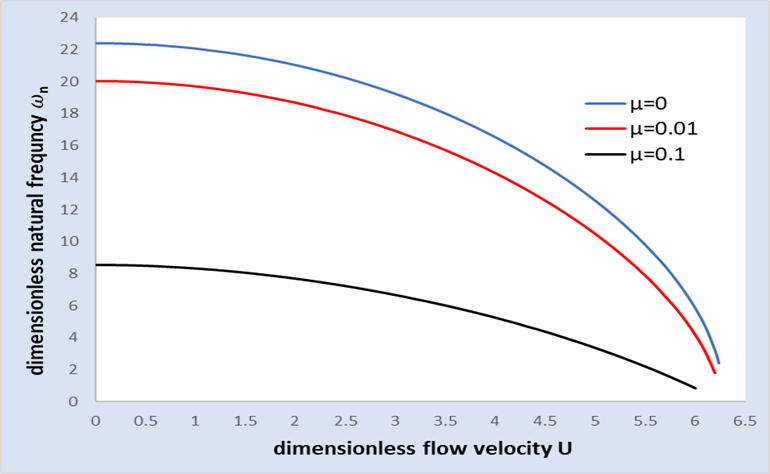 24
22
20
18
16
14
12
10
8
6
4
2
0
dimensionless natural frequncy ωn
μ=0
μ=0.01
μ=0.1
0 0.5 1 1.5 2 2.5 3 3.5 4 4.5 5 5.5 6 6.5
dimensionless flow velocity U